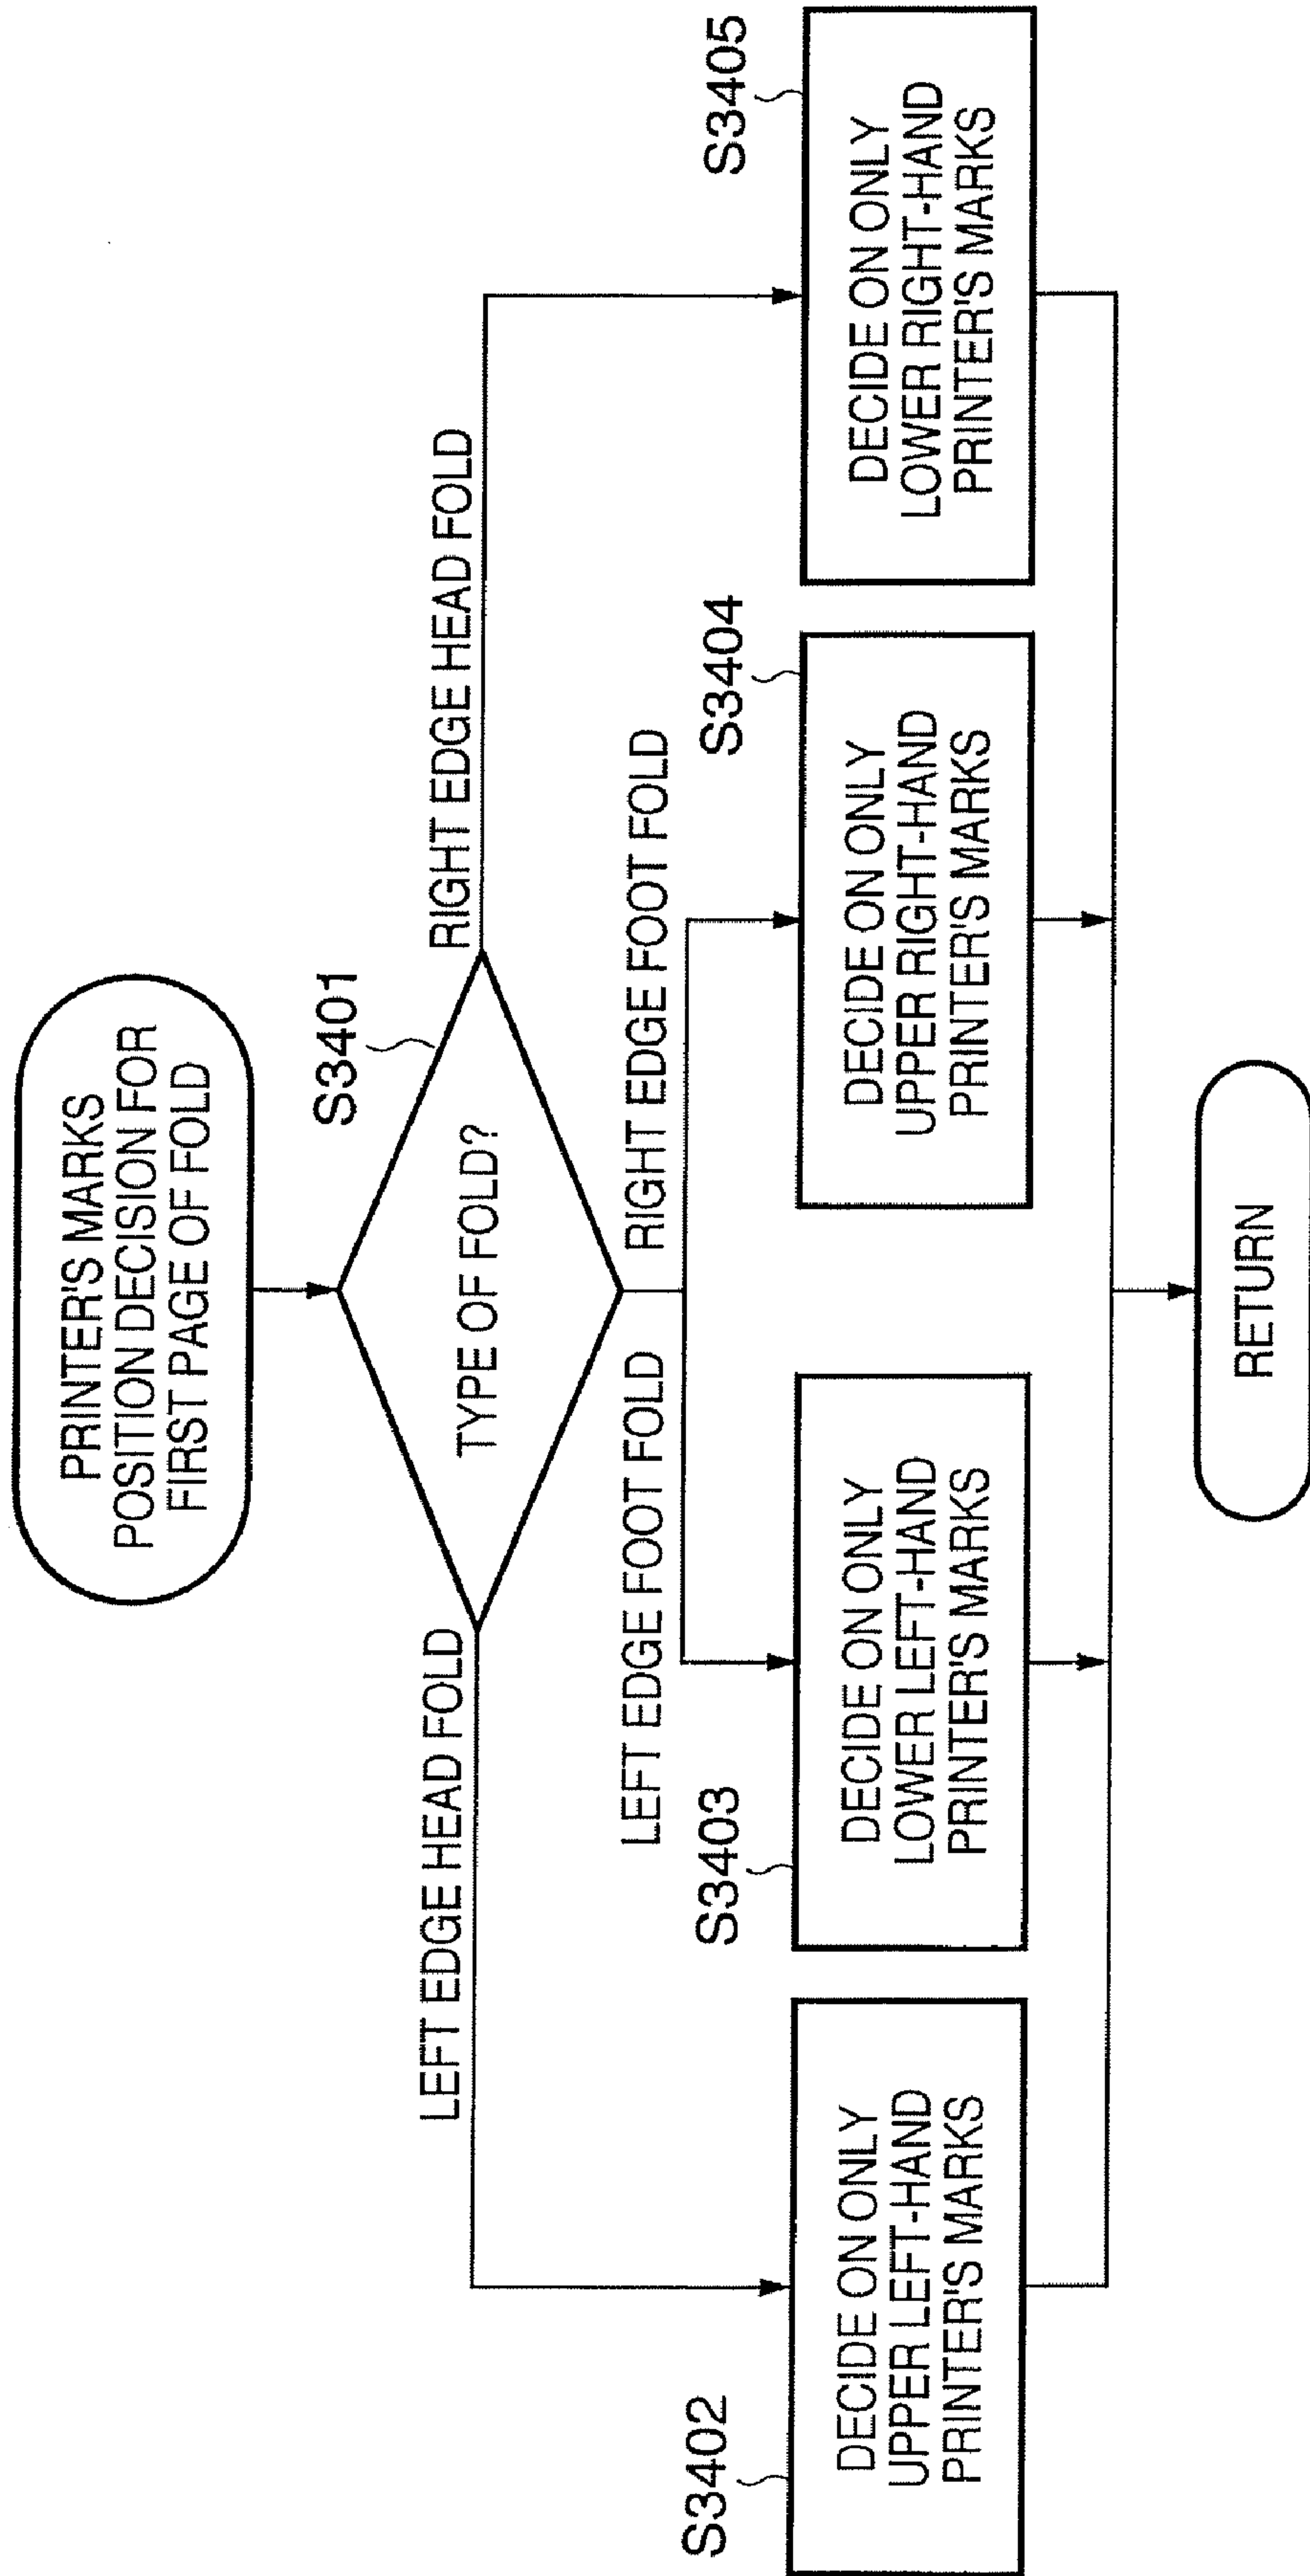 PRINTER'S MARKS
POSITION DECISION FOR
FIRST PAGE OF FOLD
S3401
TYPE OF FOLD?
LEFT EDGE HEAD FOLD
RIGHT EDGE HEAD FOLD
LEFT EDGE FOOT FOLD
RIGHT EDGE FOOT FOLD
S3402
DECIDE ON ONLY
UPPER LEFT-HAND
PRINTER'S MARKS
S3403
DECIDE ON ONLY
LOWER LEFT-HAND
PRINTER'S MARKS
S3404
DECIDE ON ONLY
UPPER RIGHT-HAND
PRINTER'S MARKS
S3405
DECIDE ON ONLY
LOWER RIGHT-HAND
PRINTER'S MARKS
RETURN